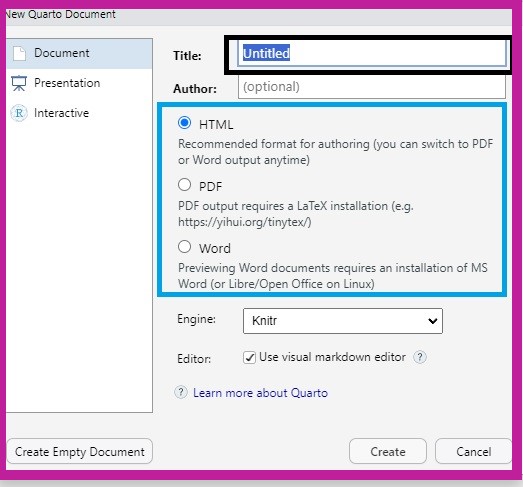 New Quarto Document
Document
Presentation
Interactive
Title: Untitled
Author: (optional)
HTML
Recommended format for authoring (you can switch to PDF
or Word output anytime)
PDF
PDF output requires a LaTeX installation (e.g.
https://yihui.org/tinytex/)
Word
Previewing Word documents requires an installation of MS
Word (or Libre/Open Office on Linux)
Engine: Knitr
Editor: Use visual markdown editor ?
? Learn more about Quarto
Create Empty Document Create Cancel